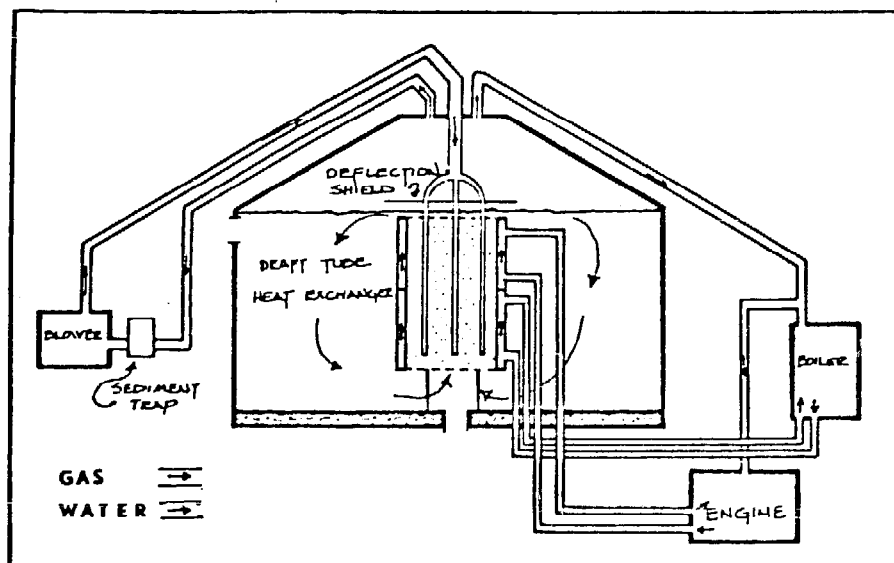 DEFLECTION
SHIELD
DRAFT TUBE
HEAT EXCHANGER
BLOWER
SEDIMENT
TRAP
BOILER
ENGINE
GAS
WATER